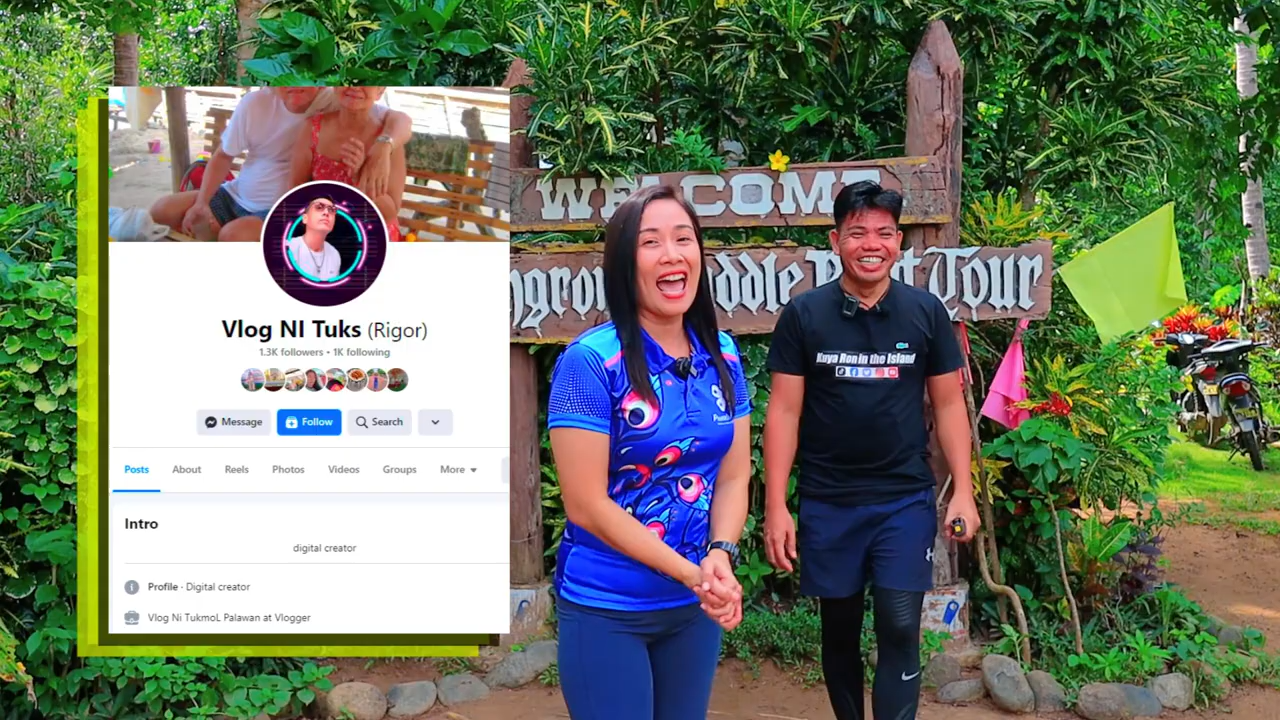 Vlog NI Tuks (Rigor)
1.3K followers • 1K following
Message
Follow
Search
Posts
About
Reels
Photos
Videos
Groups
More
Intro
digital creator
Profile · Digital creator
Vlog Ni TukmoL Palawan at Vlogger
WELCOME
Tour
Kuya Ron in the Island